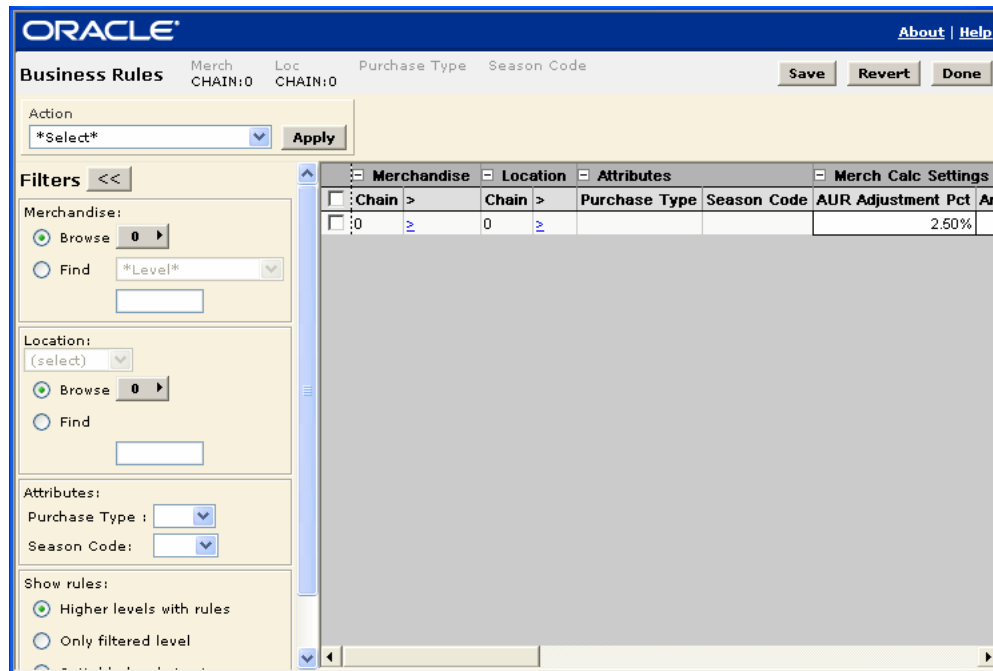 ORACLE
About | Help
Business Rules
Merch
CHAIN:0
Loc
CHAIN:0
Purchase Type
Season Code
Save
Revert
Done
Action
*Select*
Apply
Filters <<
Merchandise:
Browse 0
Find *Level*
Location:
(select)
Browse 0
Find
Attributes:
Purchase Type :
Season Code:
Show rules:
Higher levels with rules
Only filtered level
Merchandise Location Attributes Merch Calc Settings
Chain > Chain > Purchase Type Season Code AUR Adjustment Pct
0 > 0 > 2.50%